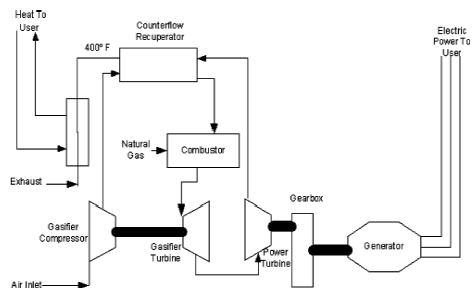 Heat To
User
Counterflow
Recuperator
Electric
Power To
User
400° F
Natural
Gas
Combustor
Exhaust
Gearbox
Gasifier
Compressor
Gasifier
Turbine
Power
Turbine
Generator
Air Inlet